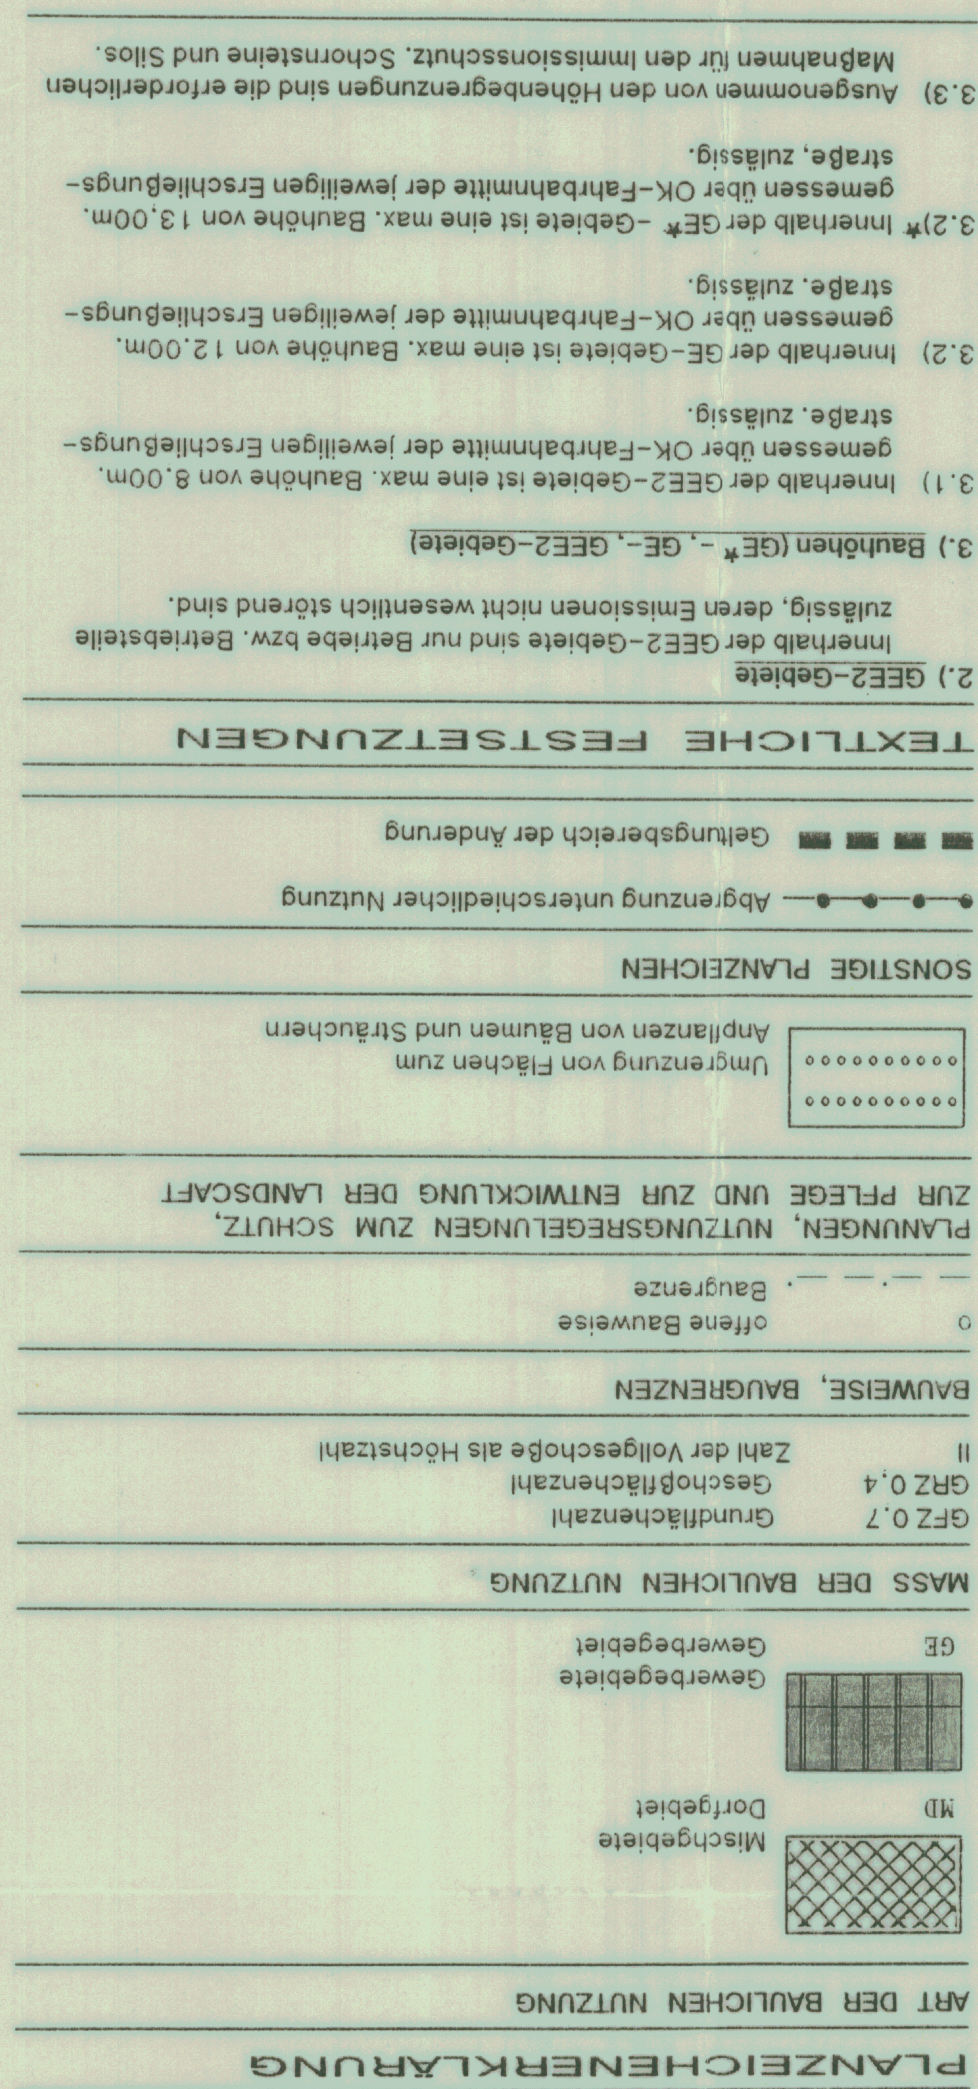 PLANZEICHENERKLÄRUNG
ART DER BAULICHEN NUTZUNG
Mischgebiete
MD Dorfgebiet
Gewerbegebiete
GE Gewerbegebiet
MASS DER BAULICHEN NUTZUNG
GFZ 0.7 Grundflächenzahl
GRZ 0,4 Geschoßflächenzahl
II Zahl der Vollgeschoße als Höchstzahl
BAUWEISE, BAUGRENZEN
o offene Bauweise
Baugrenze
PLANUNGEN, NUTZUNGSREGELUNGEN ZUM SCHUTZ,
ZUR PFLEGE UND ZUR ENTWICKLUNG DER LANDSCAFT
Umgrenzung von Flächen zum
Anpflanzen von Bäumen und Sträuchern
SONSTIGE PLANZEICHEN
Abgrenzung unterschiedlicher Nutzung
Geltungsbereich der Änderung
TEXTLICHE FESTSETZUNGEN
2.) GEE2-Gebiete
Innerhalb der GEE2-Gebiete sind nur Betriebe bzw. Betriebsteile
zulässig, deren Emissionen nicht wesentlich störend sind.
3.) Bauhöhen (GE* -, GE-, GEE2-Gebiete)
3.1) Innerhalb der GEE2-Gebiete ist eine max. Bauhöhe von 8.00m.
gemessen über OK-Fahrbahnmitte der jeweiligen Erschließungs-
straße, zulässig.
3.2) Innerhalb der GE-Gebiete ist eine max. Bauhöhe von 12.00m.
gemessen über OK-Fahrbahnmitte der jeweiligen Erschließungs-
straße. zulässig.
3.2)* Innerhalb der GE* -Gebiete ist eine max. Bauhöhe von 13,00m.
gemessen über OK-Fahrbahnmitte der jeweiligen Erschließungs-
straße, zulässig.
3.3) Ausgenommen von den Höhenbegrenzungen sind die erforderlichen
Maßnahmen für den Immissionsschutz. Schornsteine und Silos.